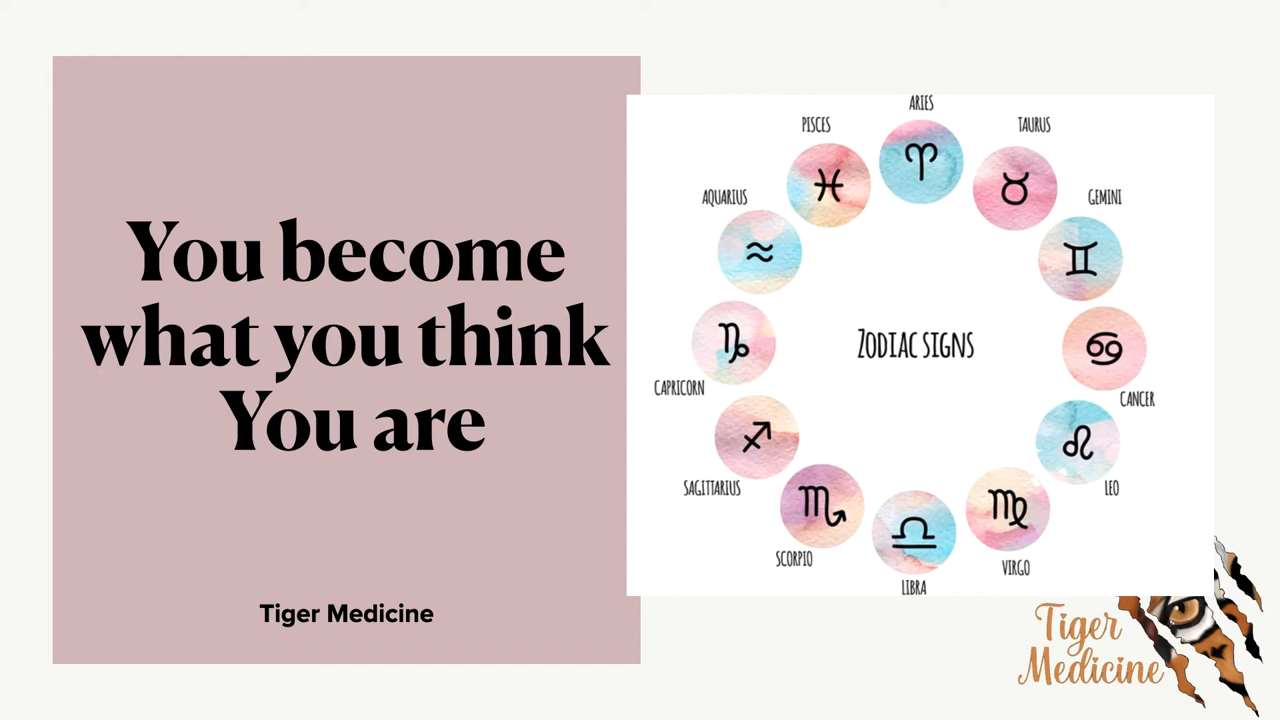 You become
what you think
You are
Tiger Medicine
ARIES
PISCES
TAURUS
AQUARIUS
GEMINI
ZODIAC SIGNS
CAPRICORN
CANCER
SAGITTARIUS
LEO
SCORPIO
VIRGO
LIBRA
Tiger
Medicine